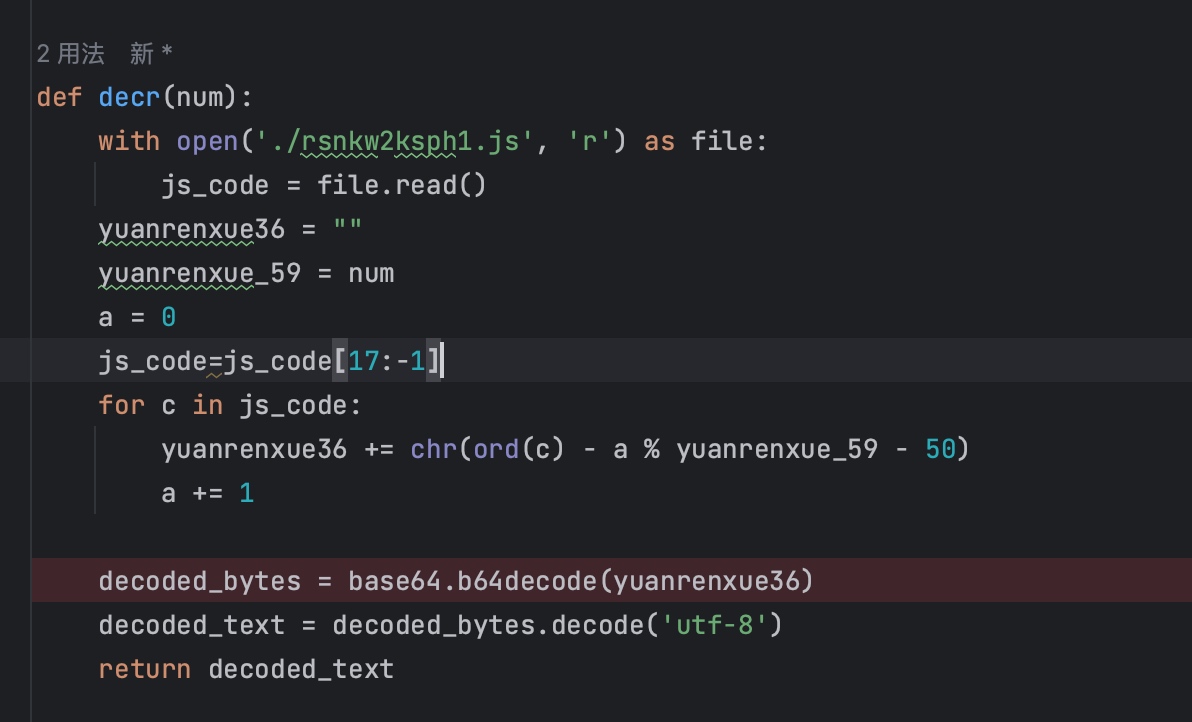 2 用法 新 *
def decr(num):
    with open('./rsnkw2ksph1.js', 'r') as file:
        js_code = file.read()
    yuanrenxue36 = ""
    yuanrenxue_59 = num
    a = 0
    js_code=js_code[17:-1]
    for c in js_code:
        yuanrenxue36 += chr(ord(c) - a % yuanrenxue_59 - 50)
        a += 1
    decoded_bytes = base64.b64decode(yuanrenxue36)
    decoded_text = decoded_bytes.decode('utf-8')
    return decoded_text